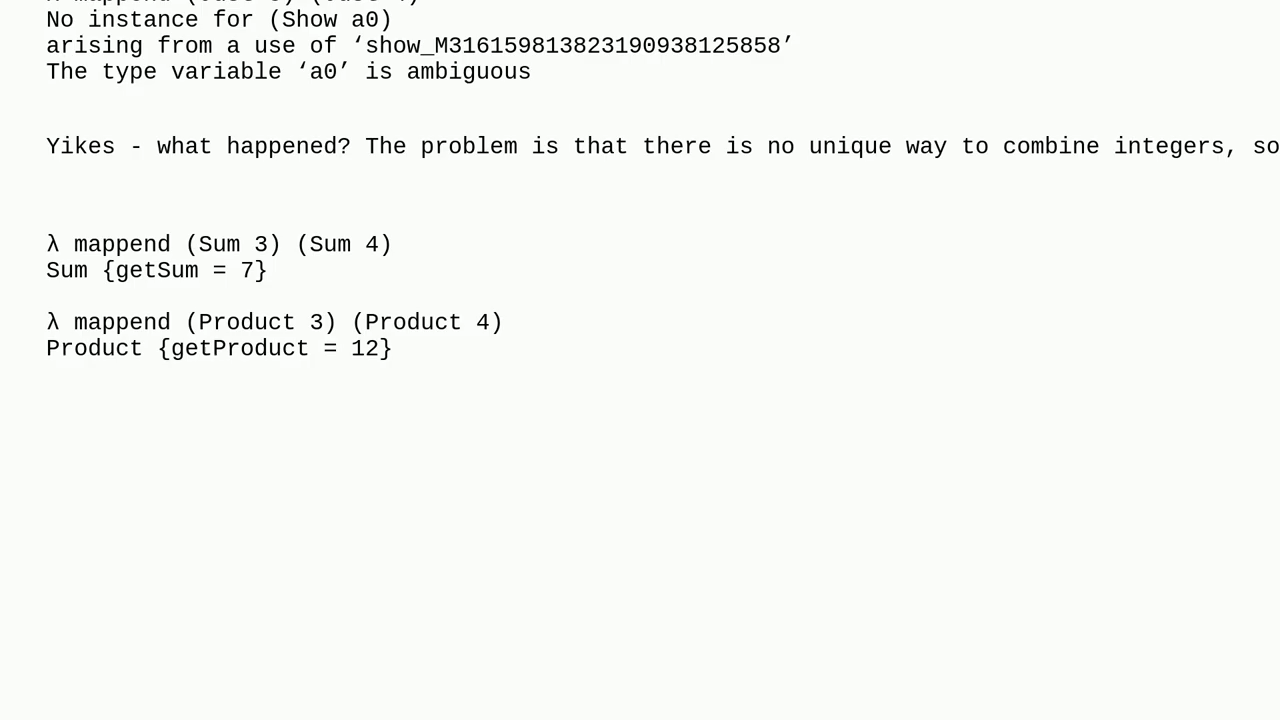 No instance for (Show a0)
arising from a use of ‘show_M316159813823190938125858’
The type variable ‘a0’ is ambiguous
Yikes - what happened? The problem is that there is no unique way to combine integers, so
λ mappend (Sum 3) (Sum 4)
Sum {getSum = 7}
λ mappend (Product 3) (Product 4)
Product {getProduct = 12}